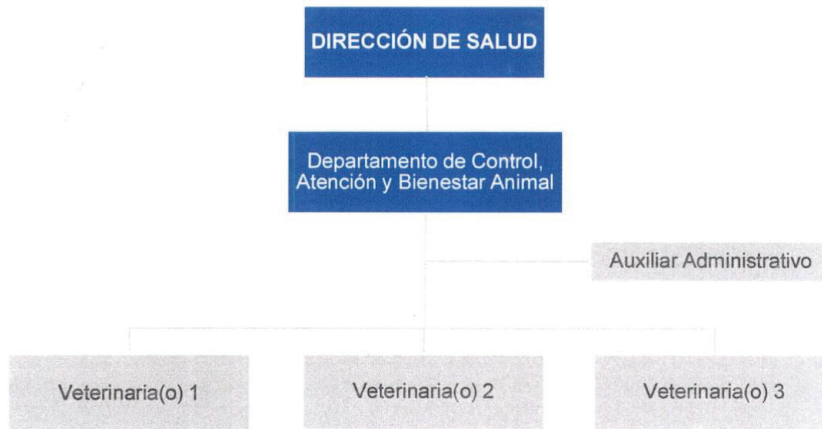 DIRECCIÓN DE SALUD
Departamento de Control,
Atención y Bienestar Animal
Auxiliar Administrativo
Veterinaria(o) 1
Veterinaria(o) 2
Veterinaria(o) 3